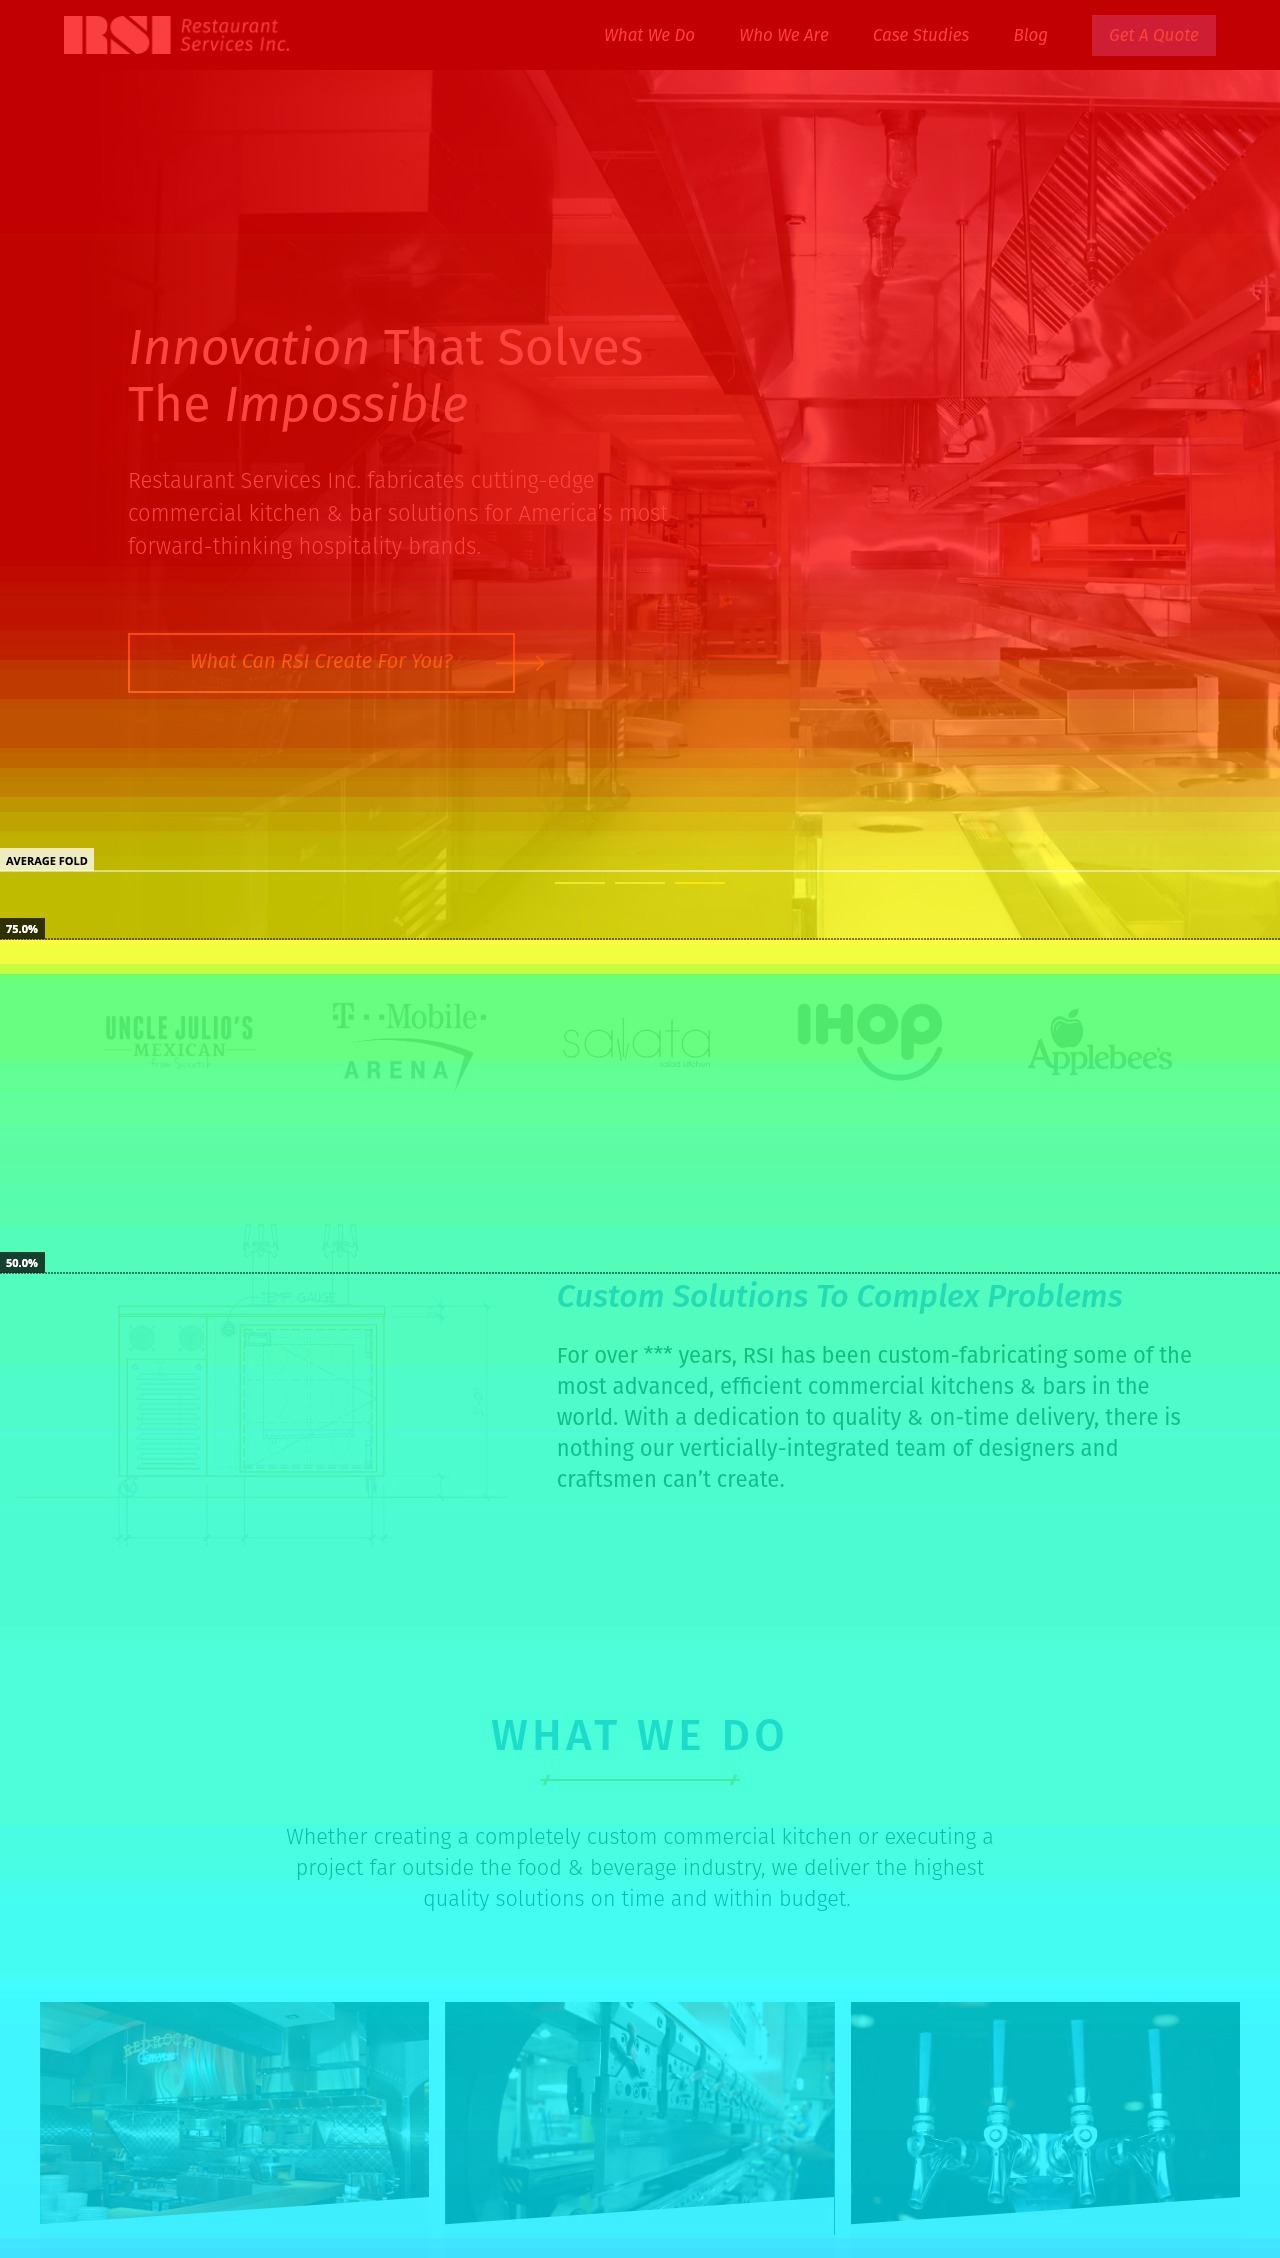 RSI Restaurant Services Inc.
What We Do
Who We Are
Case Studies
Blog
Get A Quote
Innovation That Solves
The Impossible
Restaurant Services Inc. fabricates cutting-edge
commercial kitchen & bar solutions for America's most
forward-thinking hospitality brands.
What Can RSI Create For You?
AVERAGE FOLD
75.0%
UNCLE JULIO'S
MEXICAN
from Scratch
T··Mobile·
ARENA
salata
salad kitchen
IHOP
Applebee's
50.0%
TEMP GAUGE
Custom Solutions To Complex Problems
For over *** years, RSI has been custom-fabricating some of the
most advanced, efficient commercial kitchens & bars in the
world. With a dedication to quality & on-time delivery, there is
nothing our verticially-integrated team of designers and
craftsmen can't create.
WHAT WE DO
Whether creating a completely custom commercial kitchen or executing a
project far outside the food & beverage industry, we deliver the highest
quality solutions on time and within budget.
REDROCK